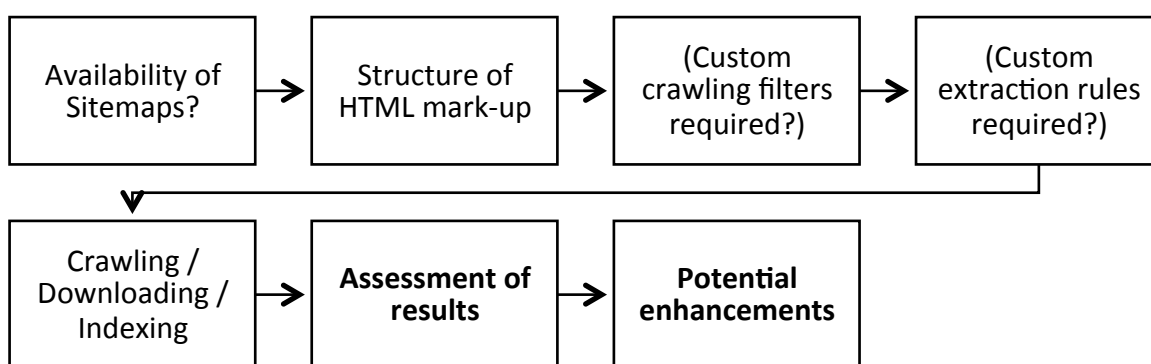 Availability of
Sitemaps?
Structure of
HTML mark-up
(Custom
crawling filters
required?)
(Custom
extraction rules
required?)
Crawling /
Downloading /
Indexing
Assessment of
results
Potential
enhancements